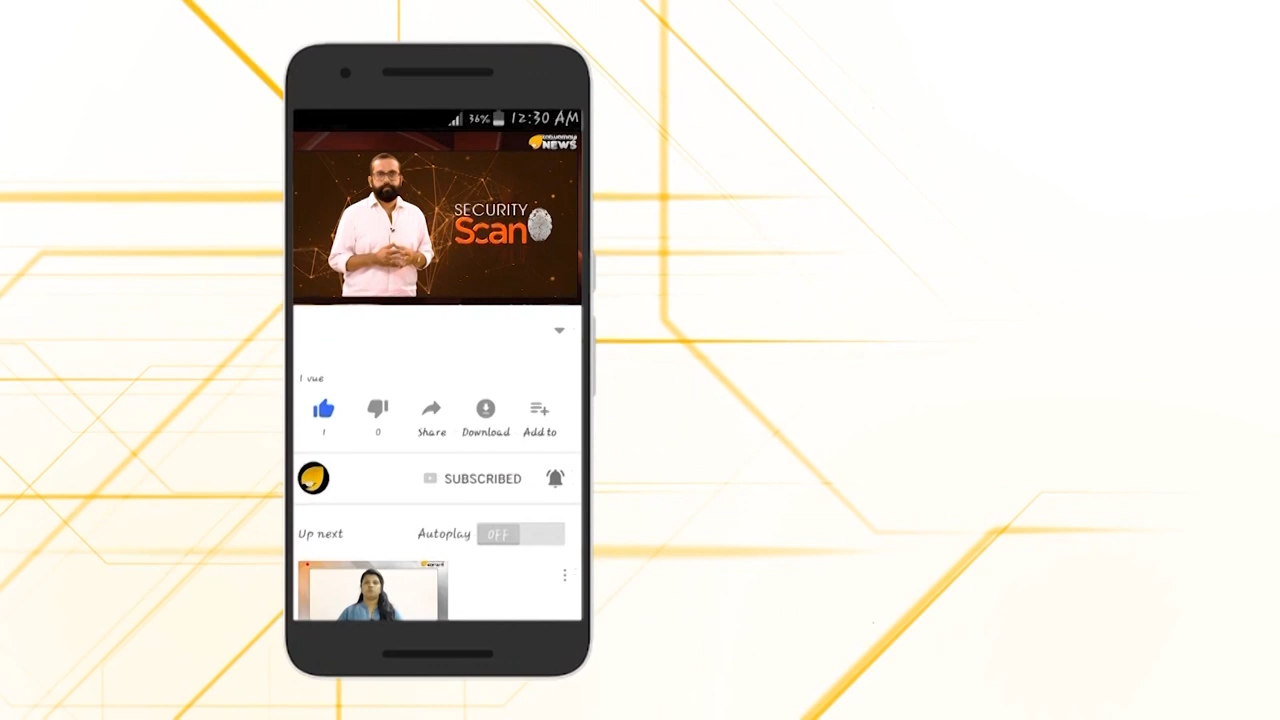 36% 12:30 AM
NEWS
SECURITY
Scan
1 vue
1 0 Share Download Add to
SUBSCRIBED
Up next Autoplay OFF